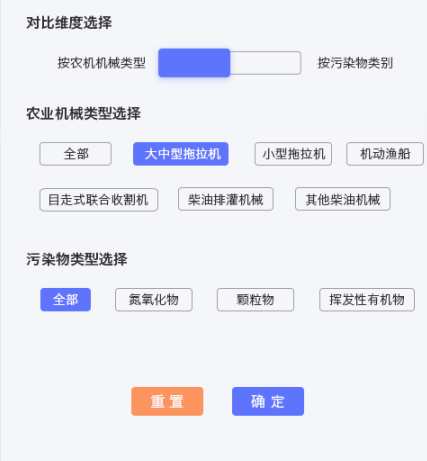 对比维度选择
按农机机械类型 按污染物类别
农业机械类型选择
全部 大中型拖拉机 小型拖拉机 机动渔船
目走式联合收割机 柴油排灌机械 其他柴油机械
污染物类型选择
全部 氮氧化物 颗粒物 挥发性有机物
重置 确定